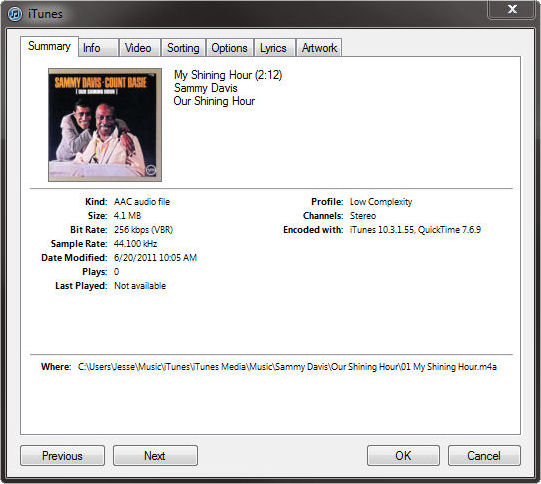 iTunes
Summary Info Video Sorting Options Lyrics Artwork
SAMMY DAVIS · COUNT BASIE
[ OUR SHINING HOUR ]
My Shining Hour (2:12)
Sammy Davis
Our Shining Hour
Kind: AAC audio file
Size: 4.1 MB
Bit Rate: 256 kbps (VBR)
Sample Rate: 44.100 kHz
Date Modified: 6/20/2011 10:05 AM
Plays: 0
Last Played: Not available
Profile: Low Complexity
Channels: Stereo
Encoded with: iTunes 10.3.1.55, QuickTime 7.6.9
Where: C:\Users\Jesse\Music\iTunes\iTunes Media\Music\Sammy Davis\Our Shining Hour\01 My Shining Hour.m4a
Previous Next OK Cancel